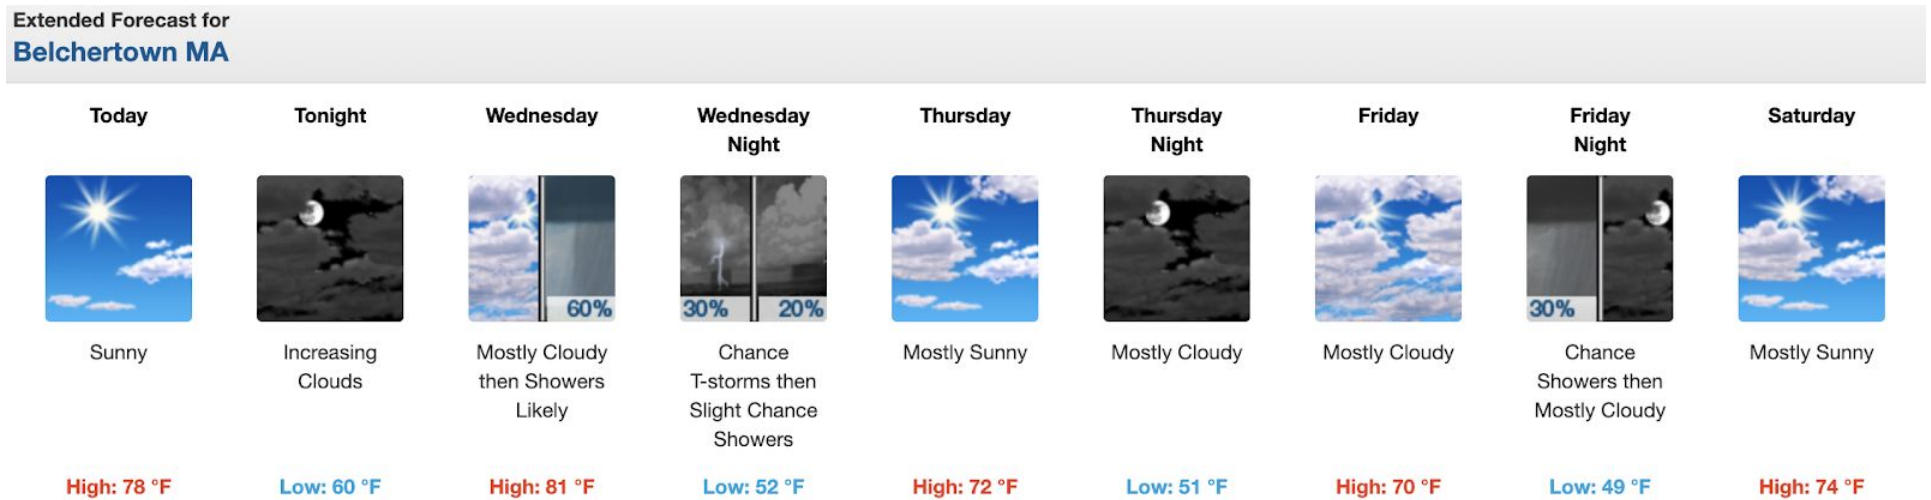 Extended Forecast for
Belchertown MA
Today
Tonight
Wednesday
Wednesday
Night
Thursday
Thursday
Night
Friday
Friday
Night
Saturday
60%
30%
20%
30%
Sunny
Increasing
Clouds
Mostly Cloudy
then Showers
Likely
Chance
T-storms then
Slight Chance
Showers
Mostly Sunny
Mostly Cloudy
Mostly Cloudy
Chance
Showers then
Mostly Cloudy
Mostly Sunny
High: 78 °F
Low: 60 °F
High: 81 °F
Low: 52 °F
High: 72 °F
Low: 51 °F
High: 70 °F
Low: 49 °F
High: 74 °F